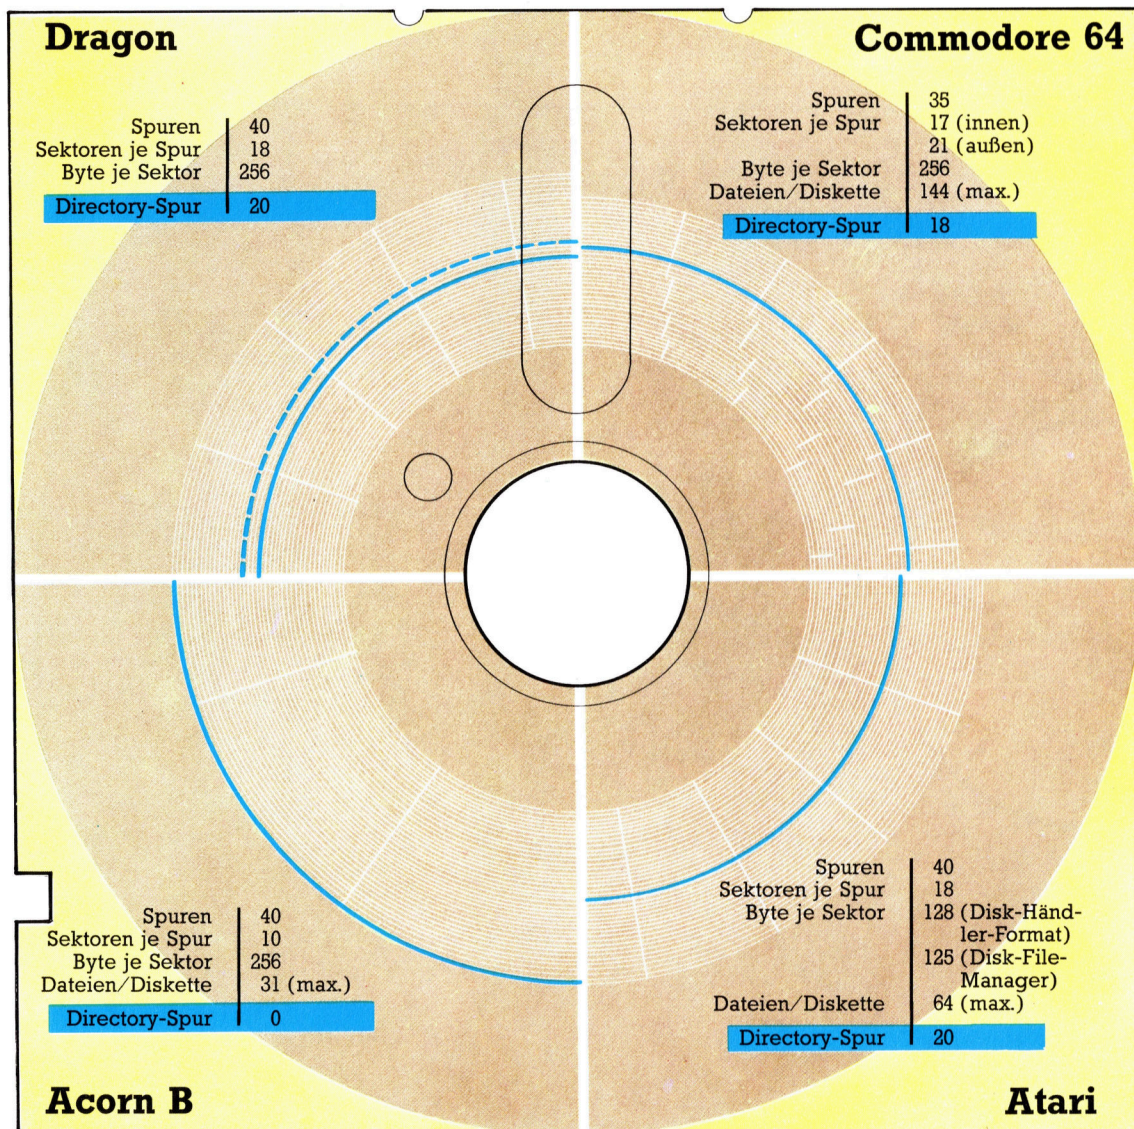 Dragon
Spuren 40
Sektoren je Spur 18
Byte je Sektor 256
Directory-Spur 20
Commodore 64
Spuren 35
Sektoren je Spur 17 (innen)
21 (außen)
Byte je Sektor 256
Dateien/Diskette 144 (max.)
Directory-Spur 18
Spuren 40
Sektoren je Spur 10
Byte je Sektor 256
Dateien/Diskette 31 (max.)
Directory-Spur 0
Acorn B
Spuren 40
Sektoren je Spur 18
Byte je Sektor 128 (Disk-Händ-
ler-Format)
125 (Disk-File-
Manager)
Dateien/Diskette 64 (max.)
Directory-Spur 20
Atari